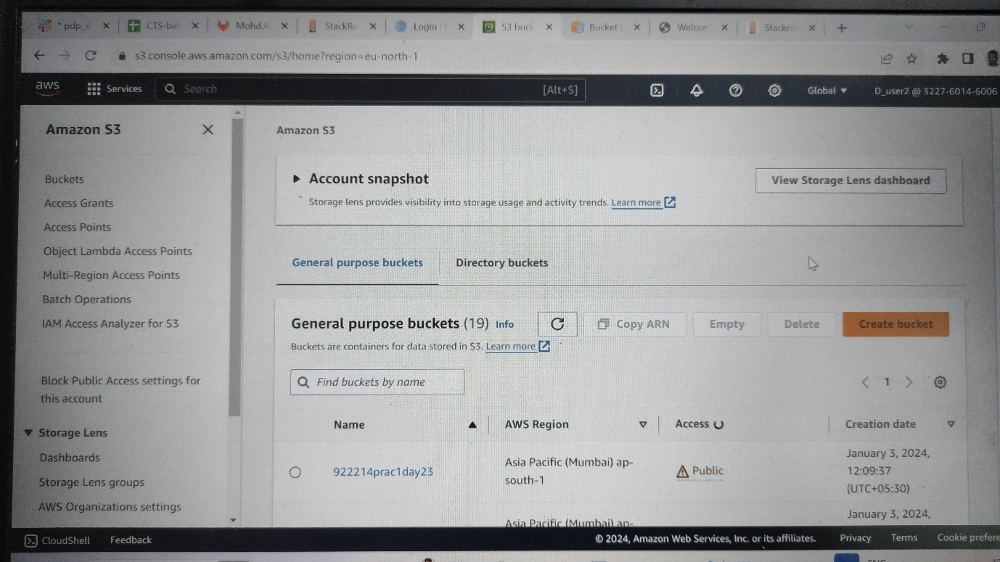 pdp_s
CTS-bat
Mohd.A
StackRo
Login :
S3 buck
Bucket
Welcon
Stackro
s3.console.aws.amazon.com/s3/home?region=eu-north-1
aws
Services
Search
[Alt+S]
Global
D_user2 @ 3227-6014-6006
Amazon S3
Buckets
Access Grants
Access Points
Object Lambda Access Points
Multi-Region Access Points
Batch Operations
IAM Access Analyzer for S3
Block Public Access settings for
this account
Storage Lens
Dashboards
Storage Lens groups
AWS Organizations settings
Amazon S3
Account snapshot
View Storage Lens dashboard
Storage lens provides visibility into storage usage and activity trends. Learn more
General purpose buckets
Directory buckets
General purpose buckets (19) Info
Copy ARN
Empty
Delete
Create bucket
Buckets are containers for data stored in S3. Learn more
Find buckets by name
1
Name
AWS Region
Access
Creation date
922214prac1day23
Asia Pacific (Mumbai) ap-
south-1
Public
January 3, 2024,
12:09:37
(UTC+05:30)
Asia Pacific (Mumbai) ap-
January 3, 2024,
CloudShell
Feedback
© 2024, Amazon Web Services, Inc. or its affiliates.
Privacy
Terms
Cookie prefere
ENG